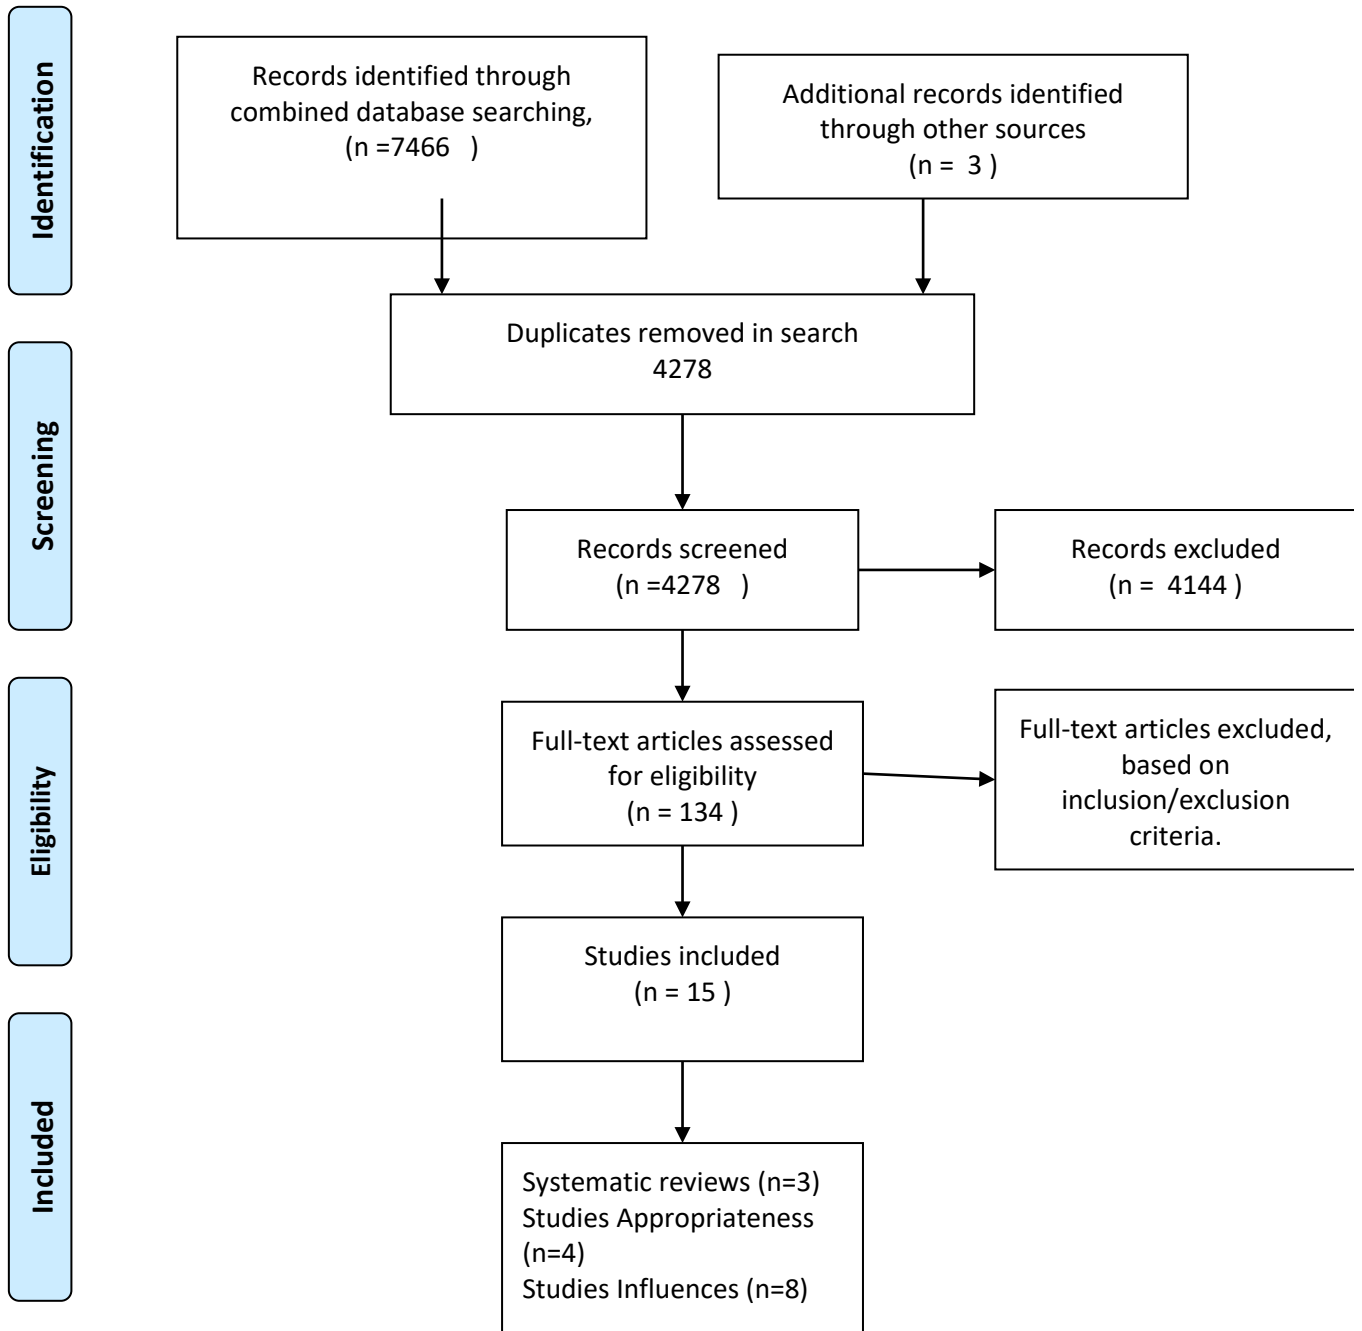 Identification
Records identified through
combined database searching,
(n =7466   )
Additional records identified
through other sources
(n =  3 )
Duplicates removed in search
4278
Screening
Records screened
(n =4278   )
Records excluded
(n =  4144 )
Eligibility
Full-text articles assessed
for eligibility
(n = 134 )
Full-text articles excluded,
based on
inclusion/exclusion
criteria.
Studies included
(n = 15 )
Included
Systematic reviews (n=3)
Studies Appropriateness
(n=4)
Studies Influences (n=8)